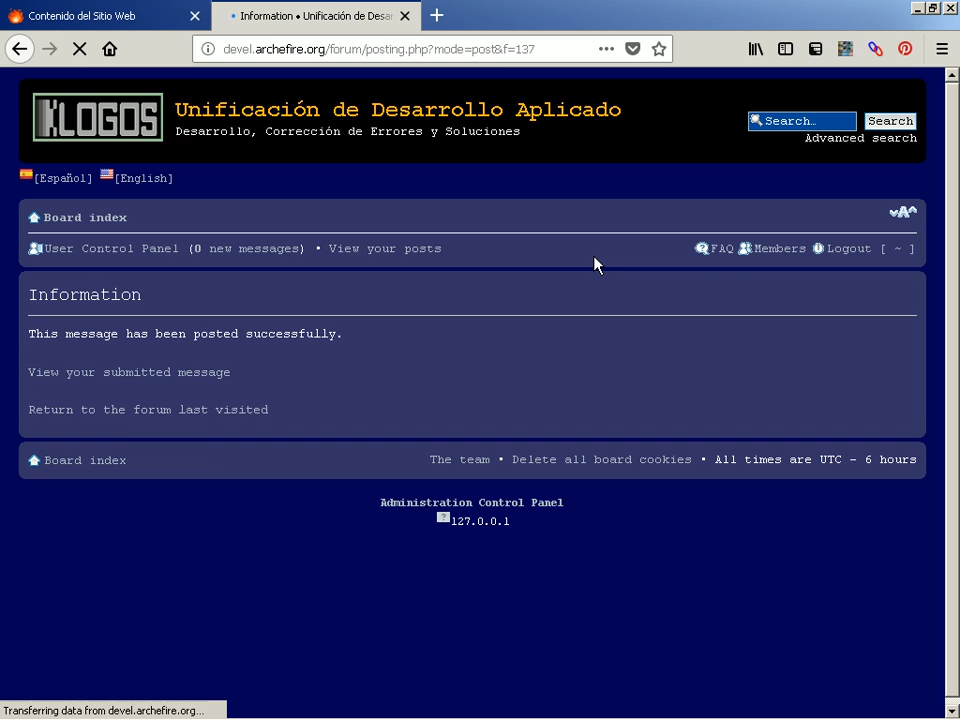 Contenido del Sitio Web
Information • Unificación de Desar
devel.archefire.org/forum/posting.php?mode=post&f=137
KLOGOS
Unificación de Desarrollo Aplicado
Desarrollo, Corrección de Errores y Soluciones
Search…
Search
Advanced search
[Español] [English]
Board index
User Control Panel (0 new messages) • View your posts
FAQ Members Logout [ ~ ]
Information
This message has been posted successfully.
View your submitted message
Return to the forum last visited
Board index
The team • Delete all board cookies • All times are UTC - 6 hours
Administration Control Panel
127.0.0.1
Transferring data from devel.archefire.org...